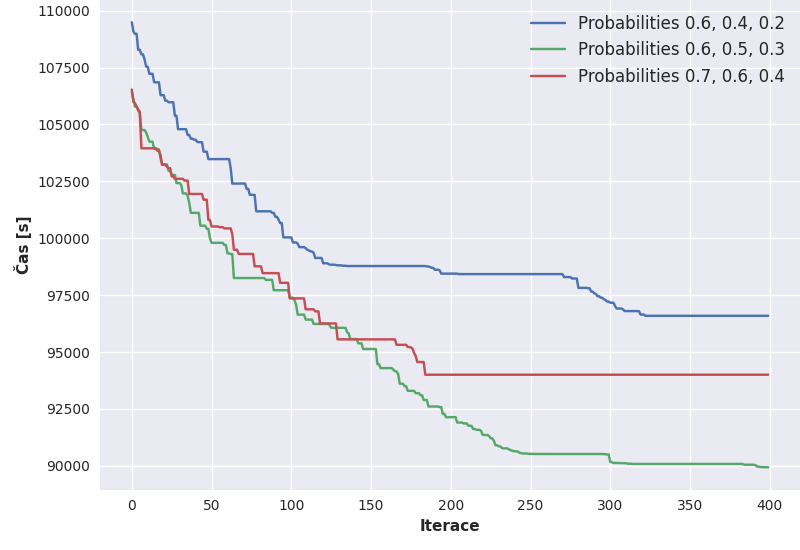 110000
107500
105000
102500
100000
97500
95000
92500
90000
Čas [s]
Probabilities 0.6, 0.4, 0.2
Probabilities 0.6, 0.5, 0.3
Probabilities 0.7, 0.6, 0.4
0 50 100 150 200 250 300 350 400
Iterace